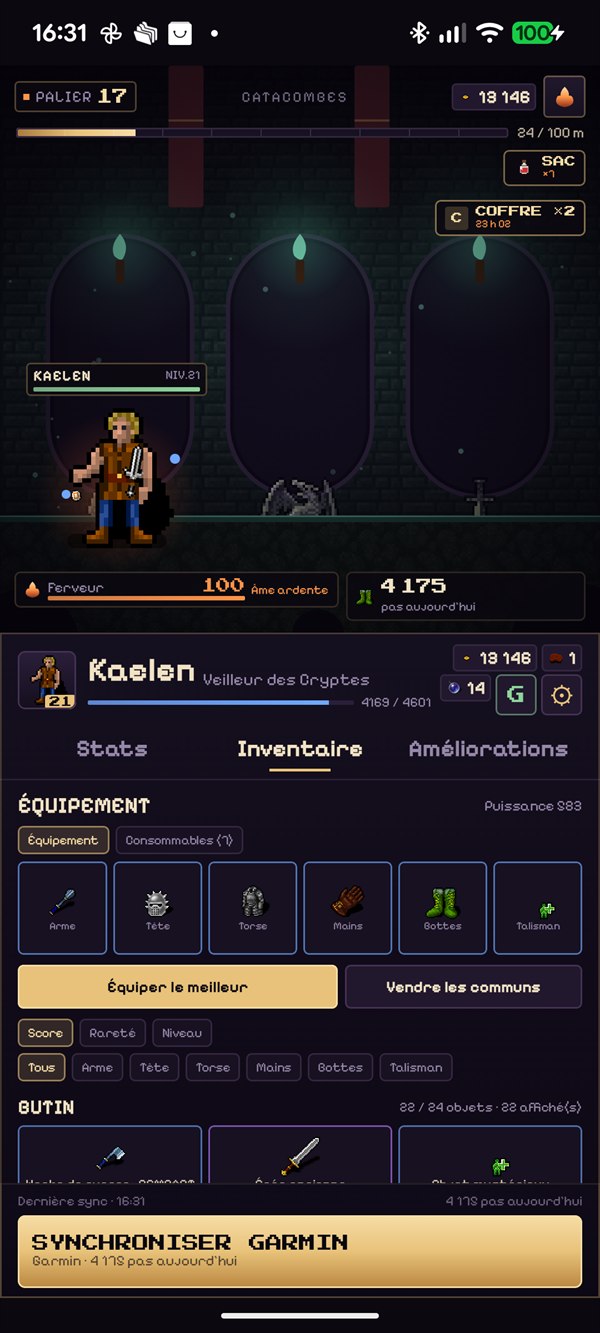 16:31
100
PALIER 17
CATACOMBES
13 146
24 / 100 m
SAC
×7
C
COFFRE ×2
23 h 02
KAELEN
NIV.21
Ferveur
100 Âme ardente
4 175
pas aujourd'hui
Kaelen Veilleur des Cryptes
13 146
1
21
4169 / 4601
14
G
Stats
Inventaire
Améliorations
ÉQUIPEMENT
Puissance 283
Équipement
Consommables (7)
Arme
Tête
Torse
Mains
Bottes
Talisman
Équiper le meilleur
Vendre les communs
Score
Rareté
Niveau
Tous
Arme
Tête
Torse
Mains
Bottes
Talisman
BUTIN
22 / 24 objets · 22 affiché(s)
Dernière sync · 16:31
4 175 pas aujourd'hui
SYNCHRONISER GARMIN
Garmin · 4 175 pas aujourd'hui